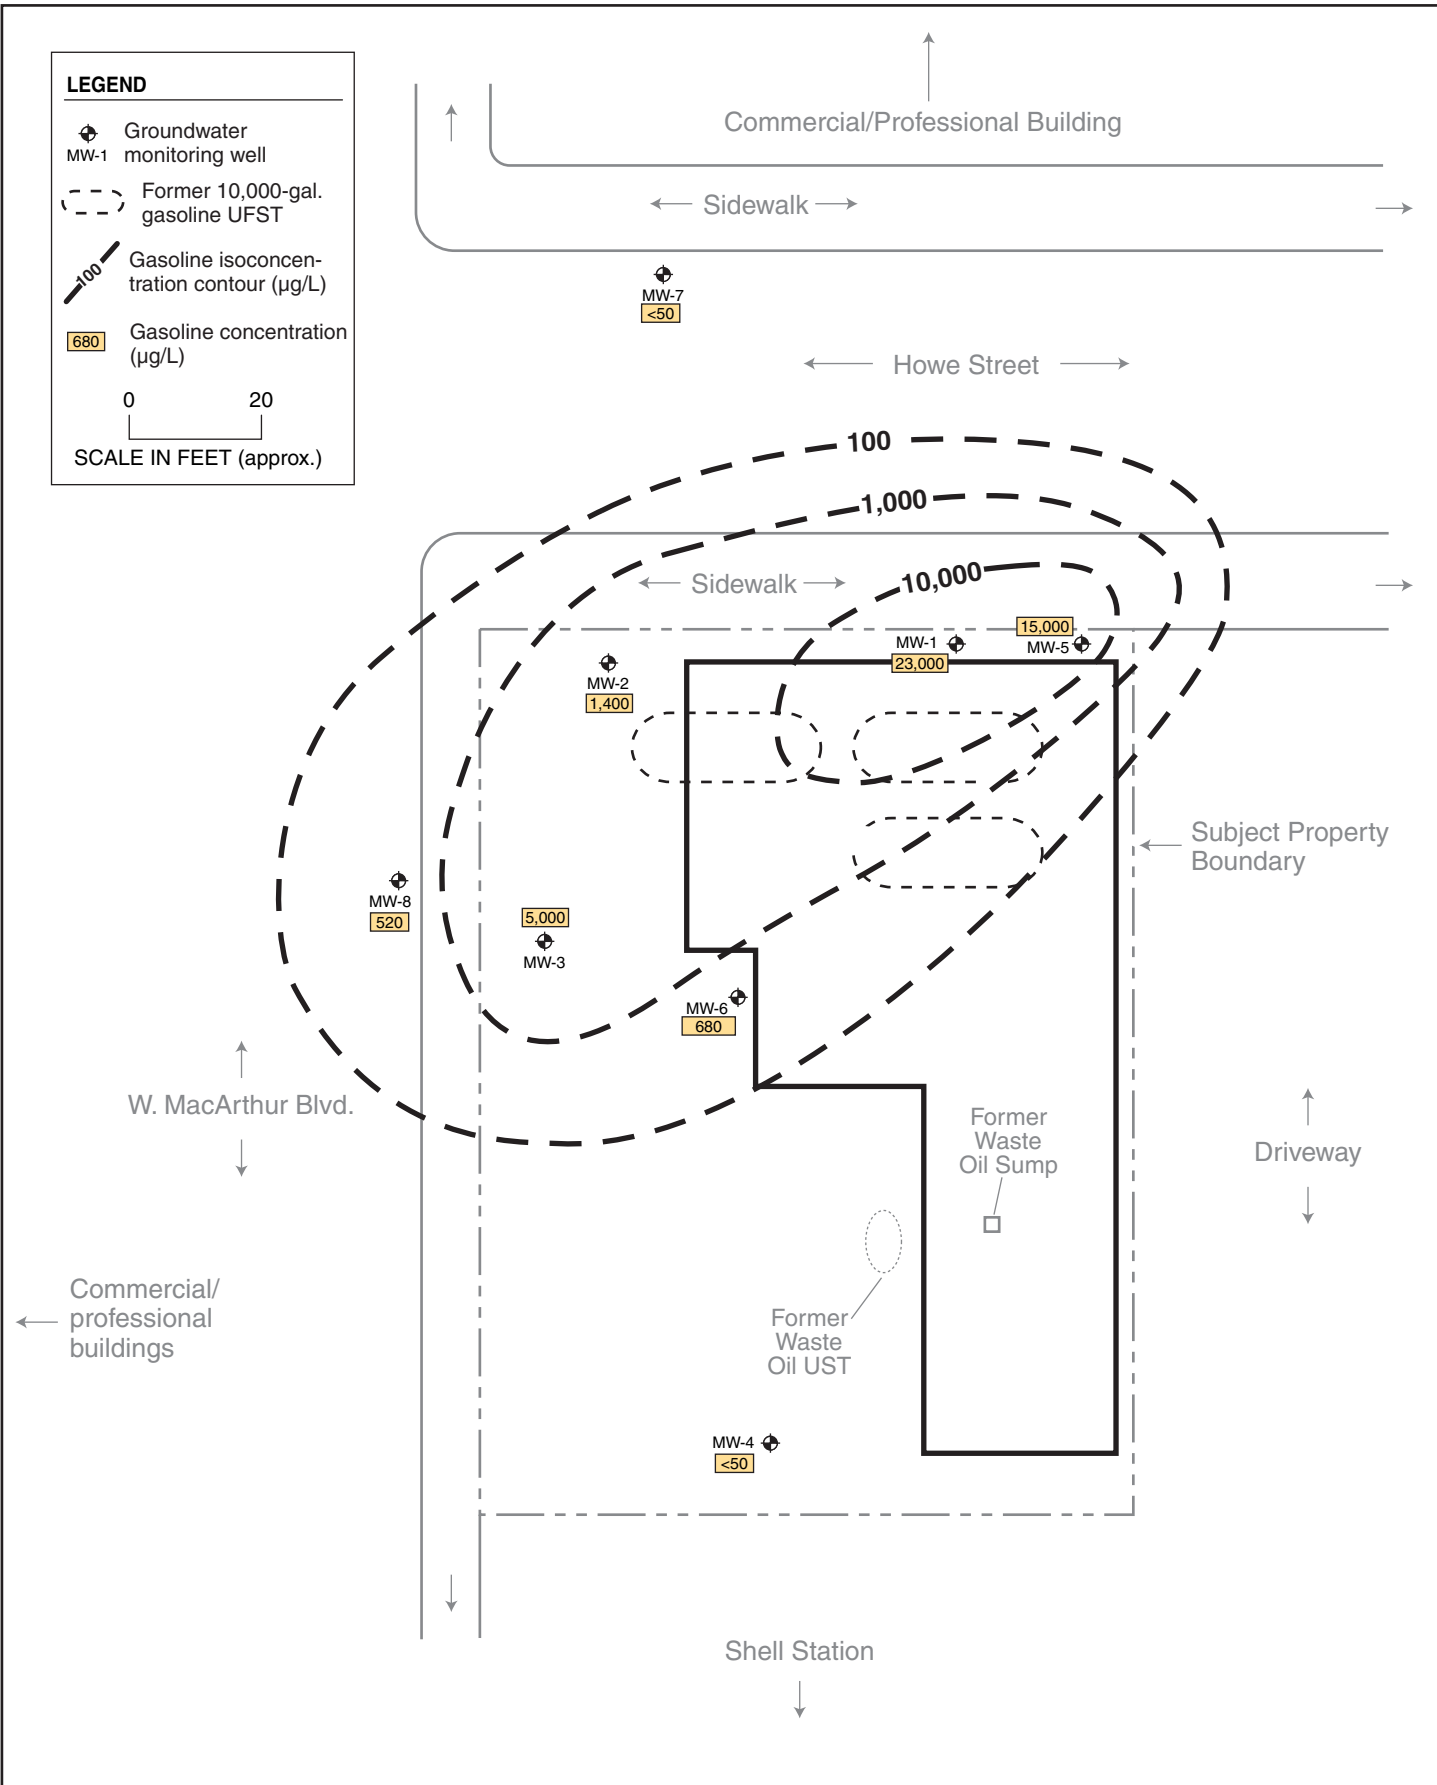 LEGEND
Groundwater
monitoring well
MW-1
Former 10,000-gal.
gasoline UFST
100
Gasoline isoconcen-
tration contour (µg/L)
680
Gasoline concentration
(µg/L)
0 20
SCALE IN FEET (approx.)
Commercial/Professional Building
Sidewalk
MW-7
<50
Howe Street
100
1,000
10,000
Sidewalk
15,000
MW-1
MW-5
23,000
MW-2
1,400
Subject Property
Boundary
MW-8
520
5,000
MW-3
MW-6
680
W. MacArthur Blvd.
Former
Waste
Oil Sump
Driveway
Commercial/
professional
buildings
Former
Waste
Oil UST
MW-4
<50
Shell Station